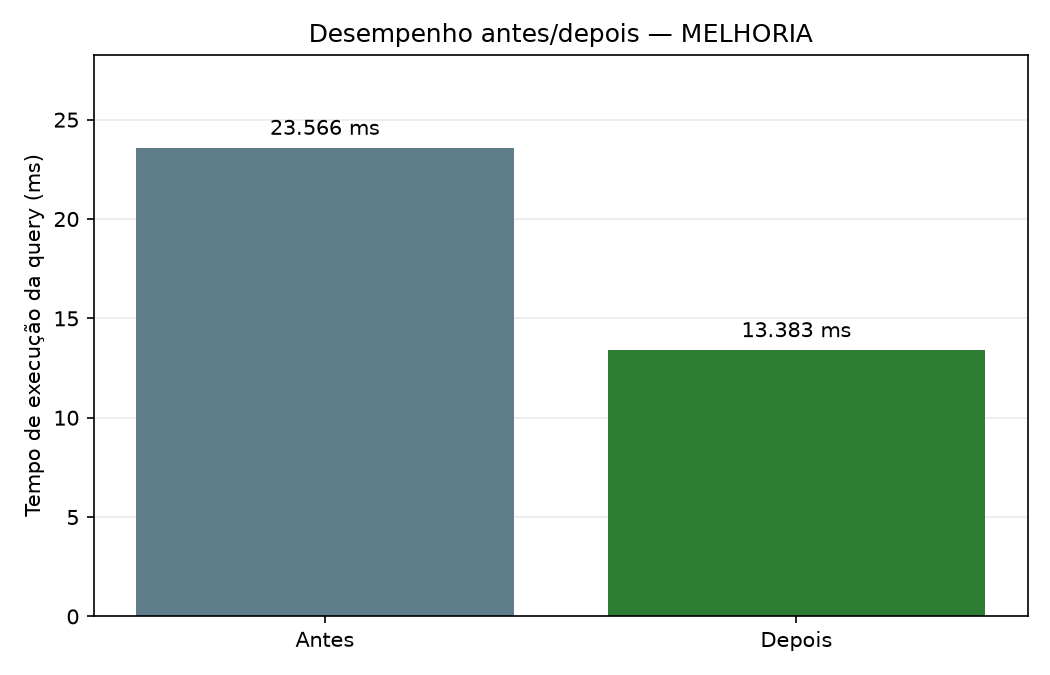 Desempenho antes/depois — MELHORIA
Tempo de execução da query (ms)
25
20
15
10
5
0
23.566 ms
13.383 ms
Antes
Depois